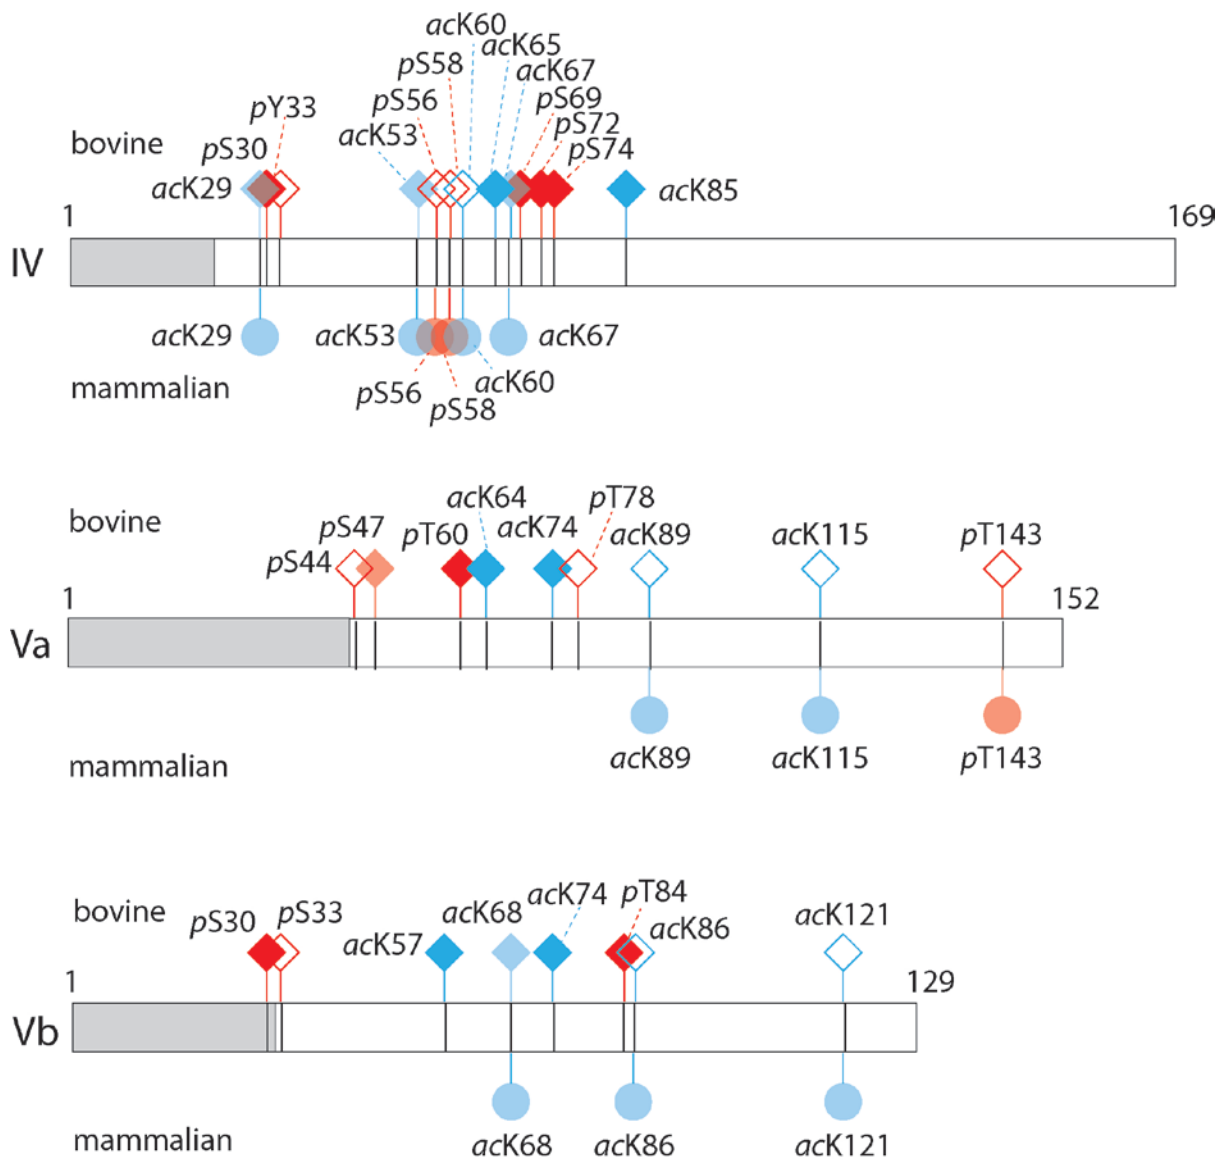 acK60
acK65
pS58
acK67
pS56
pS69
pY33
acK53
pS72
bovine
pS30
pS74
acK29
acK85
1
169
IV
acK29
acK53
acK67
mammalian
pS56
acK60
pS58
bovine
pS47
acK64
pT78
pS44
pT60
acK74
acK89
acK115
pT143
1
152
Va
mammalian
acK89
acK115
pT143
bovine
pS30
pS33
acK68
acK74
pT84
acK57
acK86
acK121
1
129
Vb
mammalian
acK68
acK86
acK121